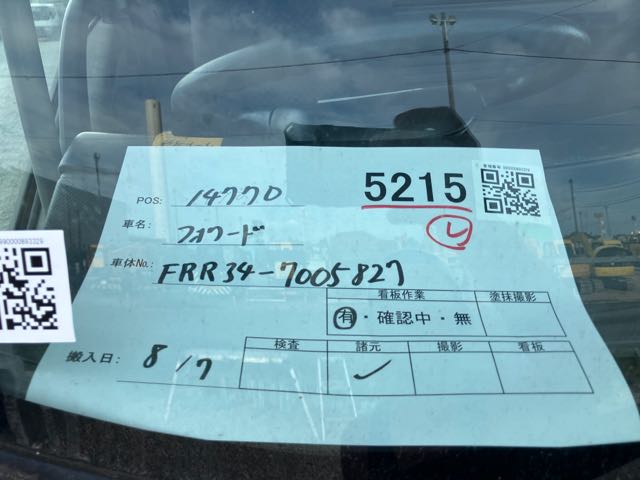 5215
POS: 14770
レ
車名: フォワード
車体No.: FRR34-7005827
看板作業 塗抹撮影
有・確認中・無
搬入日: 8/7
検査 諸元 撮影 看板
✓